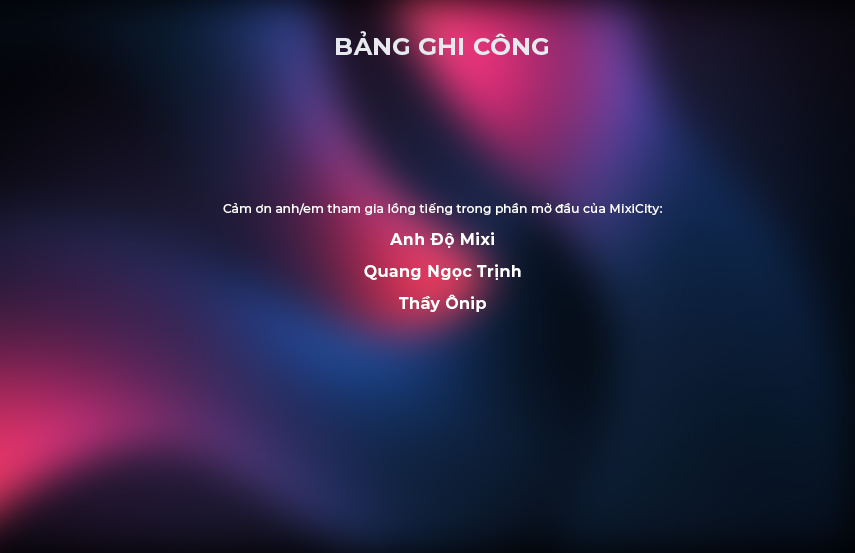 BẢNG GHI CÔNG
Cảm ơn anh/em tham gia lồng tiếng trong phần mở đầu của MixiCity:
Anh Độ Mixi
Quang Ngọc Trịnh
Thầy Ônip